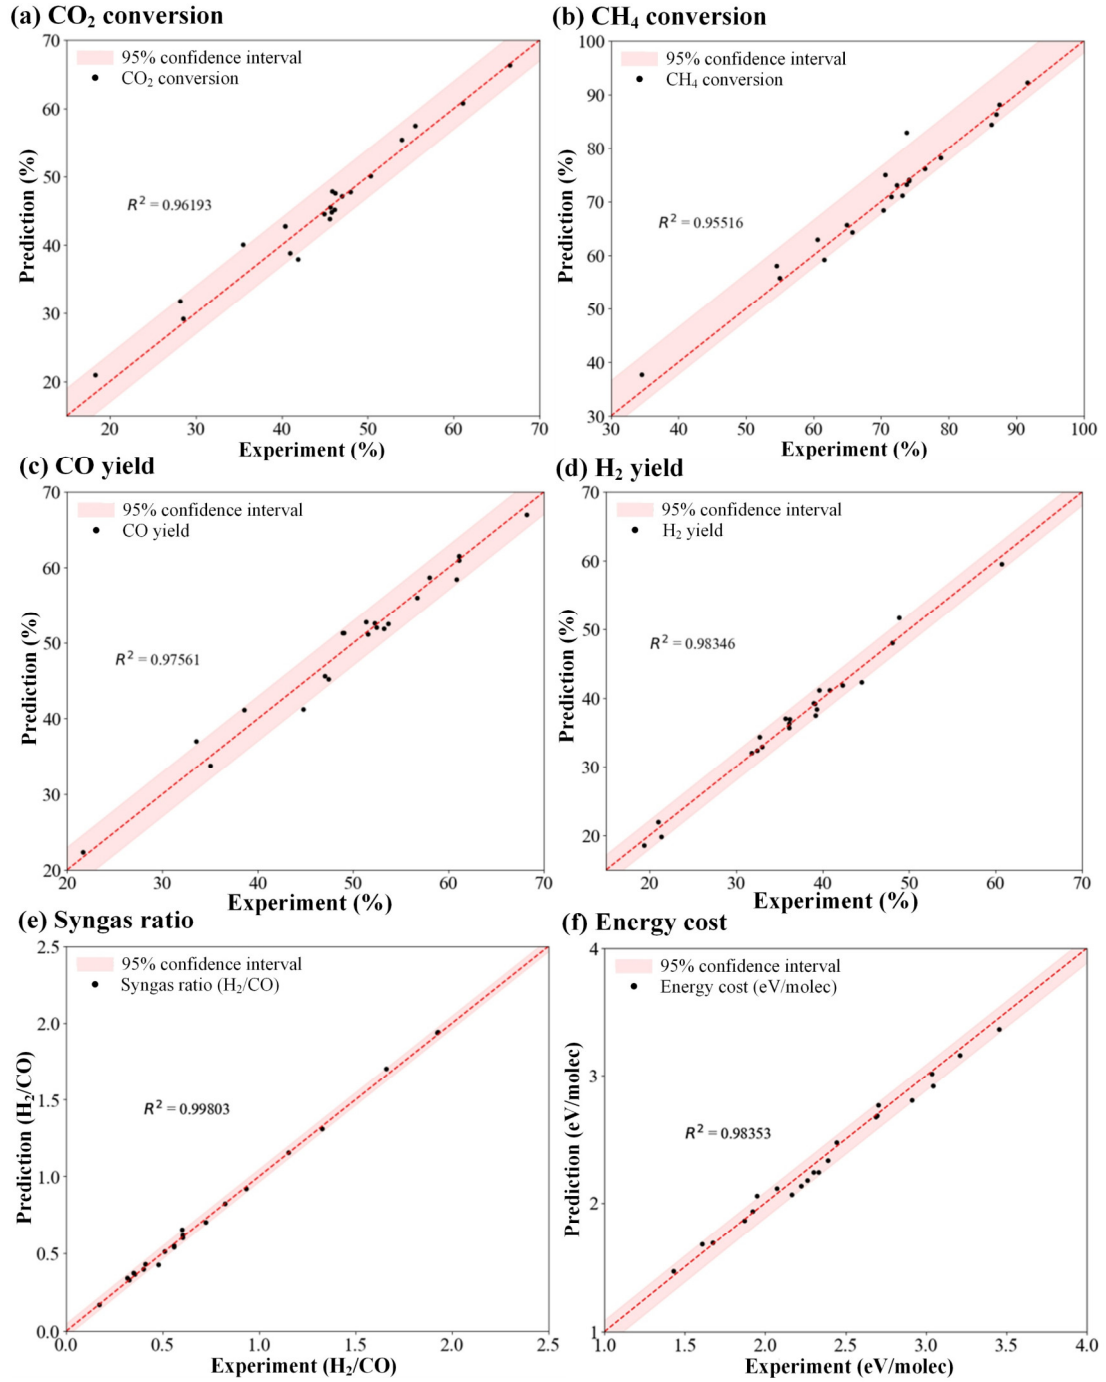 (a) CO₂ conversion
70
60
50
40
30
20
95% confidence interval
CO₂ conversion
R² = 0.96193
Prediction (%)
20 30 40 50 60 70
Experiment (%)
(b) CH₄ conversion
100
90
80
70
60
50
40
30
95% confidence interval
CH₄ conversion
R² = 0.95516
Prediction (%)
30 40 50 60 70 80 90 100
Experiment (%)
(c) CO yield
70
60
50
40
30
20
95% confidence interval
CO yield
R² = 0.97561
Prediction (%)
20 30 40 50 60 70
Experiment (%)
(d) H₂ yield
70
60
50
40
30
20
95% confidence interval
H₂ yield
R² = 0.98346
Prediction (%)
20 30 40 50 60 70
Experiment (%)
(e) Syngas ratio
2.5
2.0
1.5
1.0
0.5
0.0
95% confidence interval
Syngas ratio (H₂/CO)
R² = 0.99803
Prediction (H₂/CO)
0.0 0.5 1.0 1.5 2.0 2.5
Experiment (H₂/CO)
(f) Energy cost
4
3
2
1
95% confidence interval
Energy cost (eV/molec)
R² = 0.98353
Prediction (eV/molec)
1.0 1.5 2.0 2.5 3.0 3.5 4.0
Experiment (eV/molec)